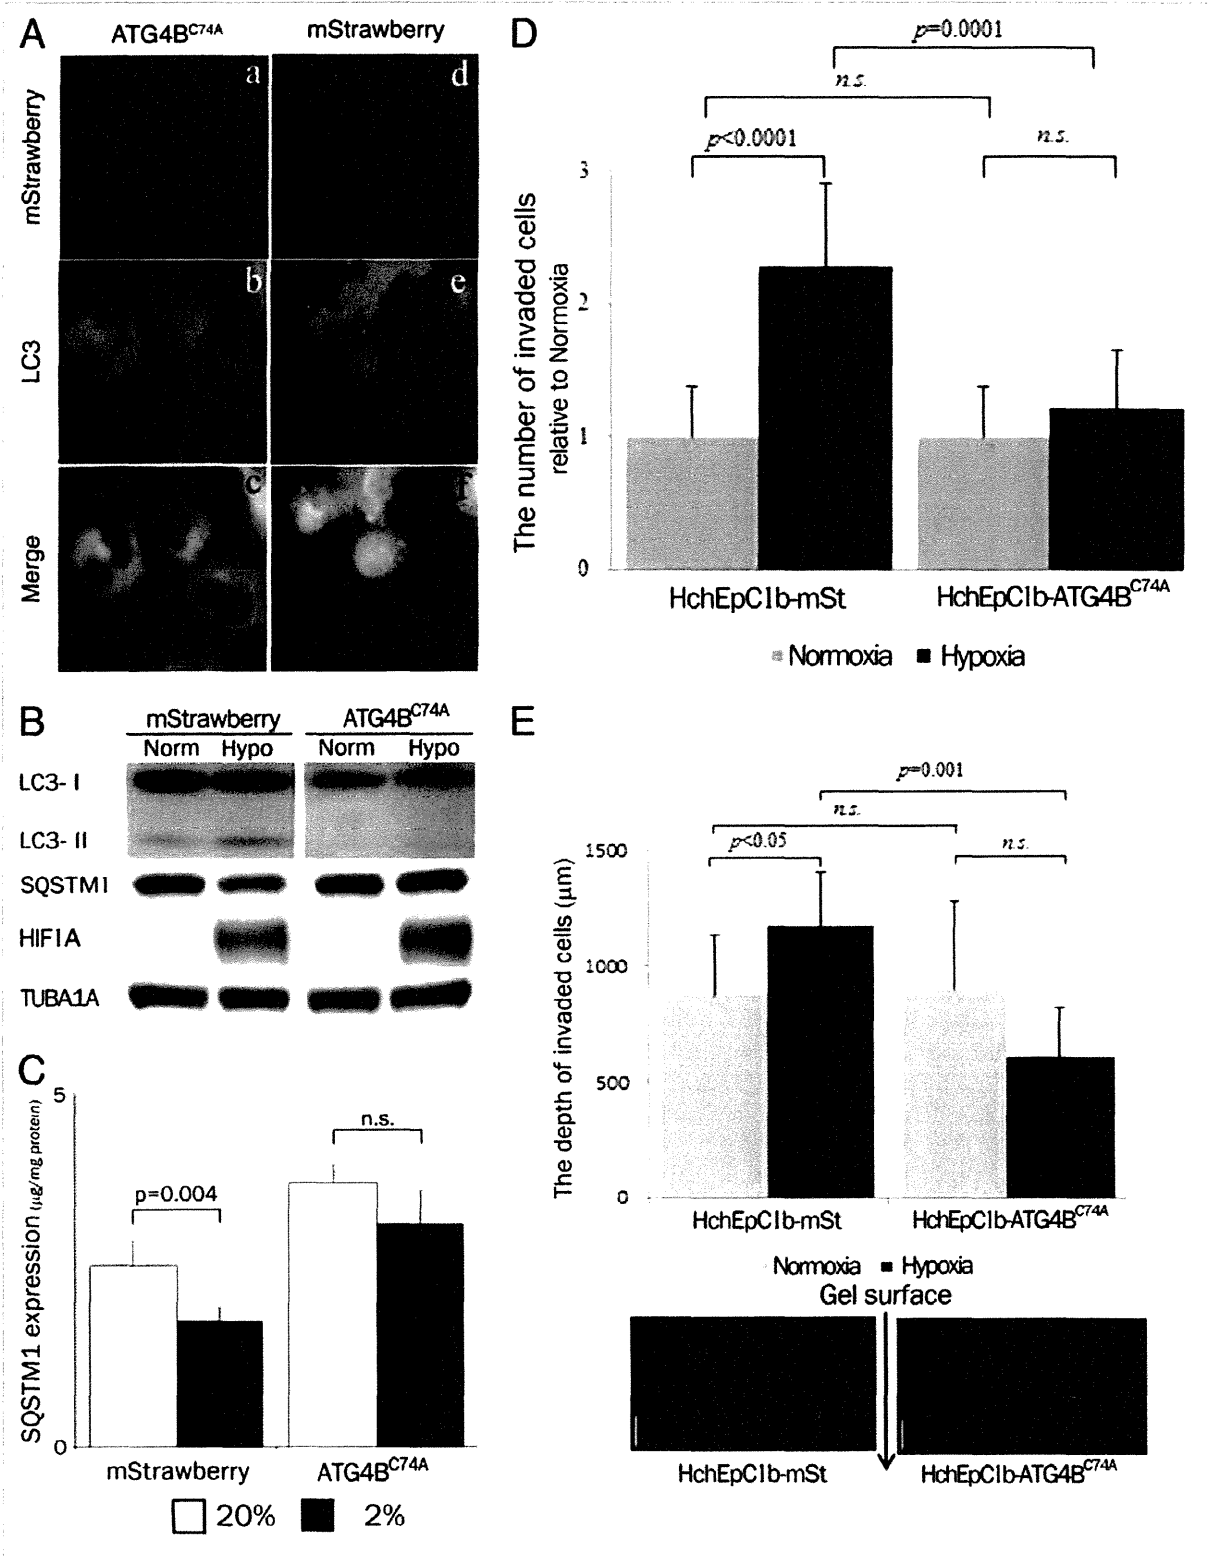 A
ATG4B^C74A mStrawberry
mStrawberry
a d
LC3
b e
Merge
c f
B
mStrawberry ATG4B^C74A
Norm Hypo Norm Hypo
LC3- I
LC3- II
SQSTM1
HIF1A
TUBA1A
C
SQSTM1 expression (μg/mg protein)
5
n.s.
p=0.004
0
mStrawberry ATG4B^C74A
20% 2%
D
p=0.0001
n.s.
p<0.0001 n.s.
The number of invaded cells
relative to Normoxia
3
2
1
0
HchEpC1b-mSt HchEpC1b-ATG4B^C74A
Normoxia Hypoxia
E
p=0.001
n.s.
p<0.05 n.s.
The depth of invaded cells (μm)
1500
1000
500
0
HchEpC1b-mSt HchEpC1b-ATG4B^C74A
Normoxia Hypoxia
Gel surface
HchEpC1b-mSt HchEpC1b-ATG4B^C74A